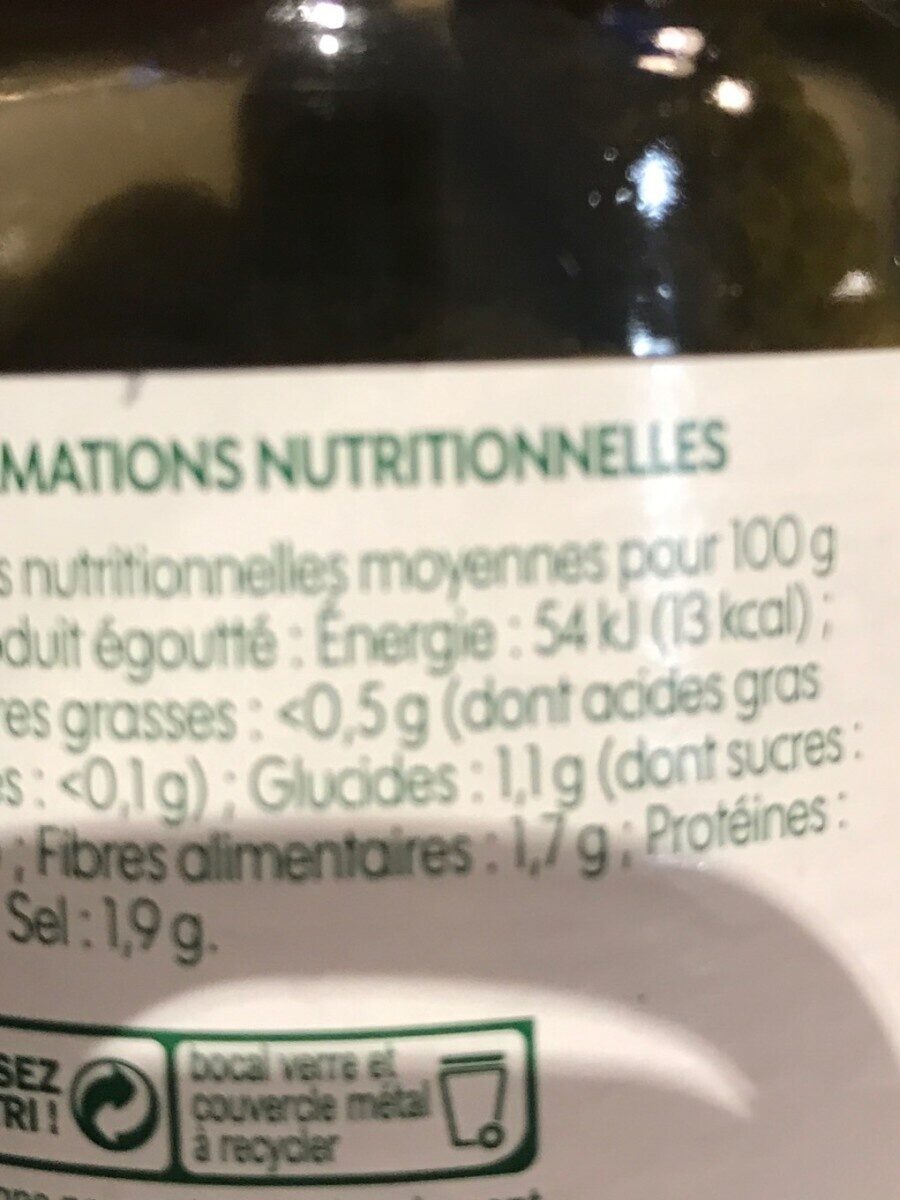 MATIONS NUTRITIONNELLES
s nutritionnelles moyennes pour 100 g
duit égoutté : Énergie : 54 kJ (13 kcal) ;
res grasses : <0,5 g (dont acides gras
s : <0,1 g) ; Glucides : 1,1 g (dont sucres :
; Fibres alimentaires : 1,7 g ; Protéines :
Sel : 1,9 g.
SEZ
TRI !
bocal verre et
couvercle métal
à recycler